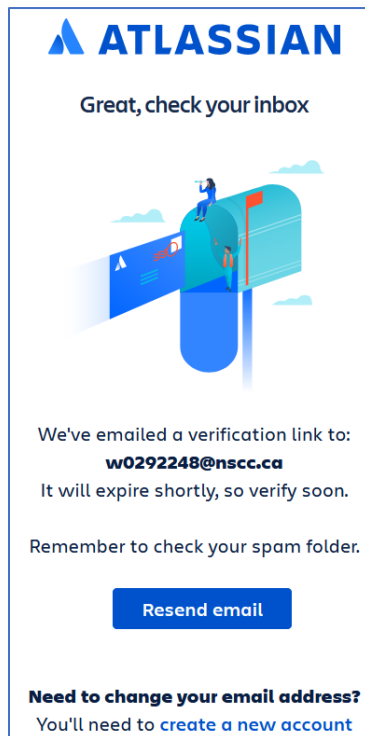 ATLASSIAN
Great, check your inbox
We've emailed a verification link to:
w0292248@nscc.ca
It will expire shortly, so verify soon.
Remember to check your spam folder.
Resend email
Need to change your email address?
You'll need to create a new account